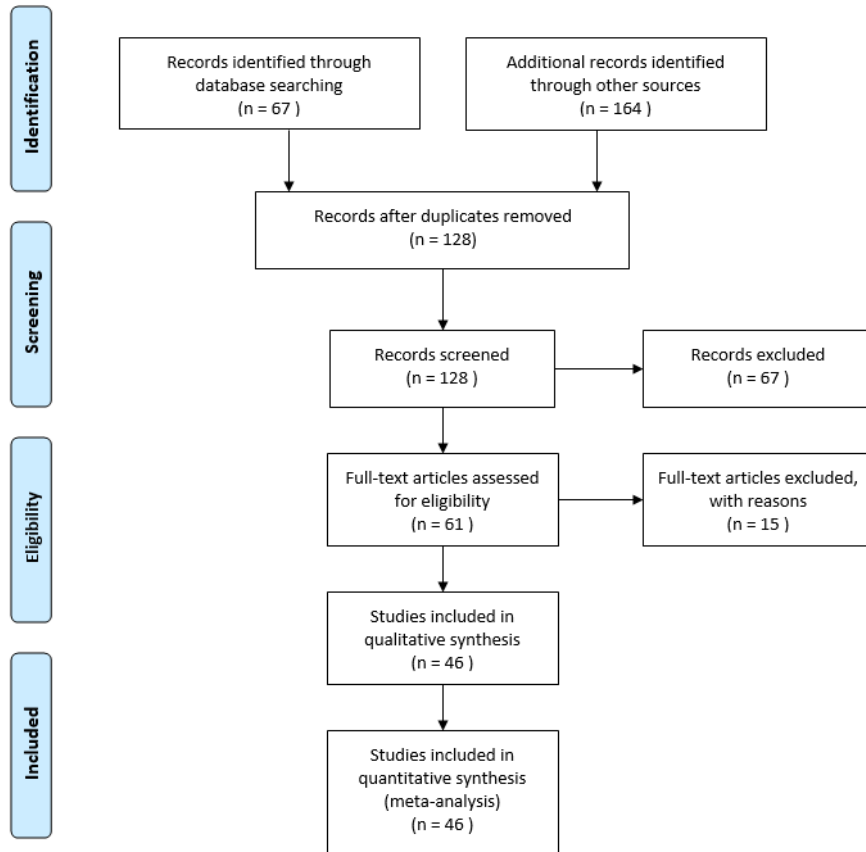 Identification
Records identified through
database searching
(n = 67 )
Additional records identified
through other sources
(n = 164 )
Records after duplicates removed
(n = 128)
Screening
Records screened
(n = 128 )
Records excluded
(n = 67 )
Eligibility
Full-text articles assessed
for eligibility
(n = 61 )
Full-text articles excluded,
with reasons
(n = 15 )
Studies included in
qualitative synthesis
(n = 46 )
Included
Studies included in
quantitative synthesis
(meta-analysis)
(n = 46 )